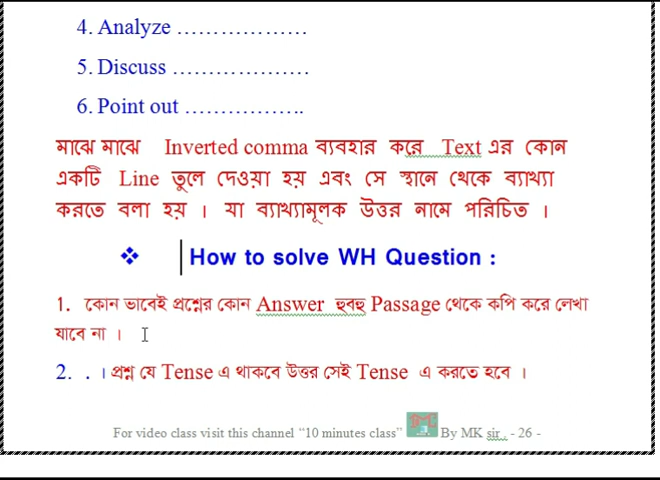 4. Analyze ………………
5. Discuss …………………
6. Point out ……………..
মাঝে মাঝে Inverted comma ব্যবহার করে Text এর কোন
একটি Line তুলে দেওয়া হয় এবং সে স্থানে থেকে ব্যাখ্যা
করতে বলা হয় । যা ব্যাখ্যামূলক উত্তর নামে পরিচিত ।
❖ How to solve WH Question :
1. কোন ভাবেই প্রশ্নের কোন Answer হুবহু Passage থেকে কপি করে লেখা
যাবে না ।
2. . । প্রশ্ন যে Tense এ থাকবে উত্তর সেই Tense এ করতে হবে ।
For video class visit this channel “10 minutes class” By MK sir.. - 26 -